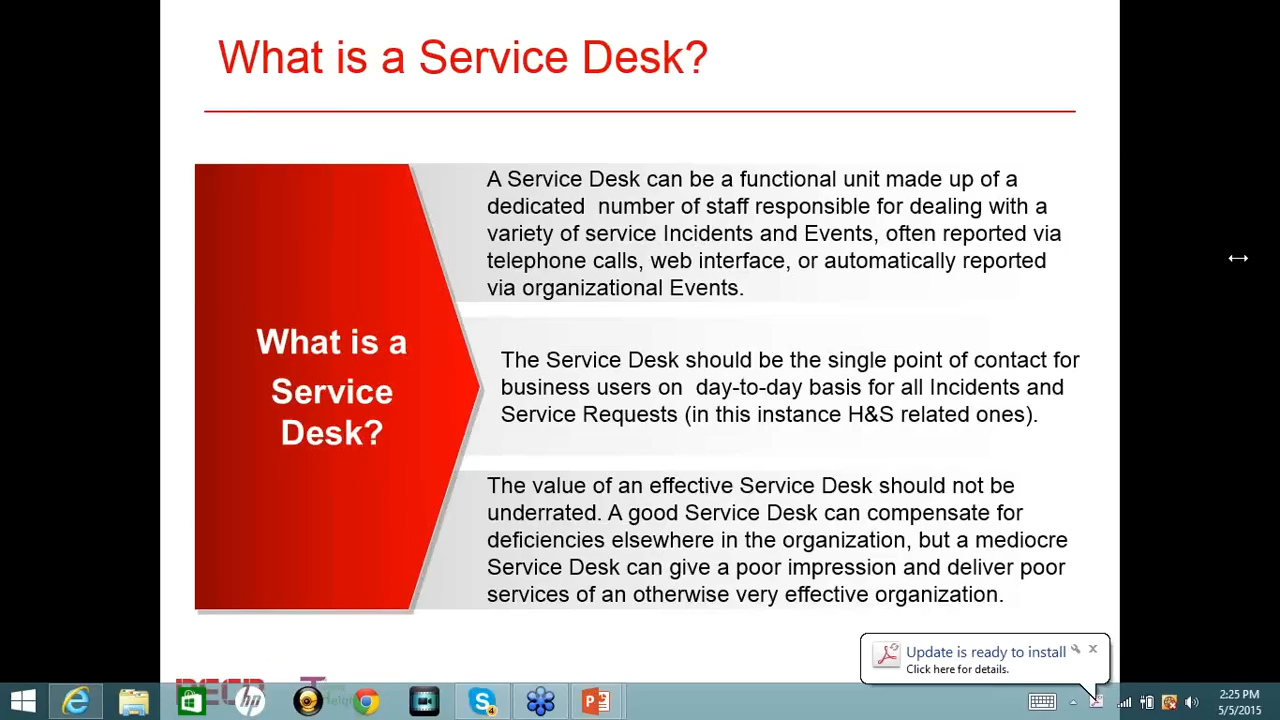 What is a Service Desk?
What is a
Service
Desk?
A Service Desk can be a functional unit made up of a
dedicated  number of staff responsible for dealing with a
variety of service Incidents and Events, often reported via
telephone calls, web interface, or automatically reported
via organizational Events.
The Service Desk should be the single point of contact for
business users on  day-to-day basis for all Incidents and
Service Requests (in this instance H&S related ones).
The value of an effective Service Desk should not be
underrated. A good Service Desk can compensate for
deficiencies elsewhere in the organization, but a mediocre
Service Desk can give a poor impression and deliver poor
services of an otherwise very effective organization.
Update is ready to install
Click here for details.
hp
4
2:25 PM
5/5/2015